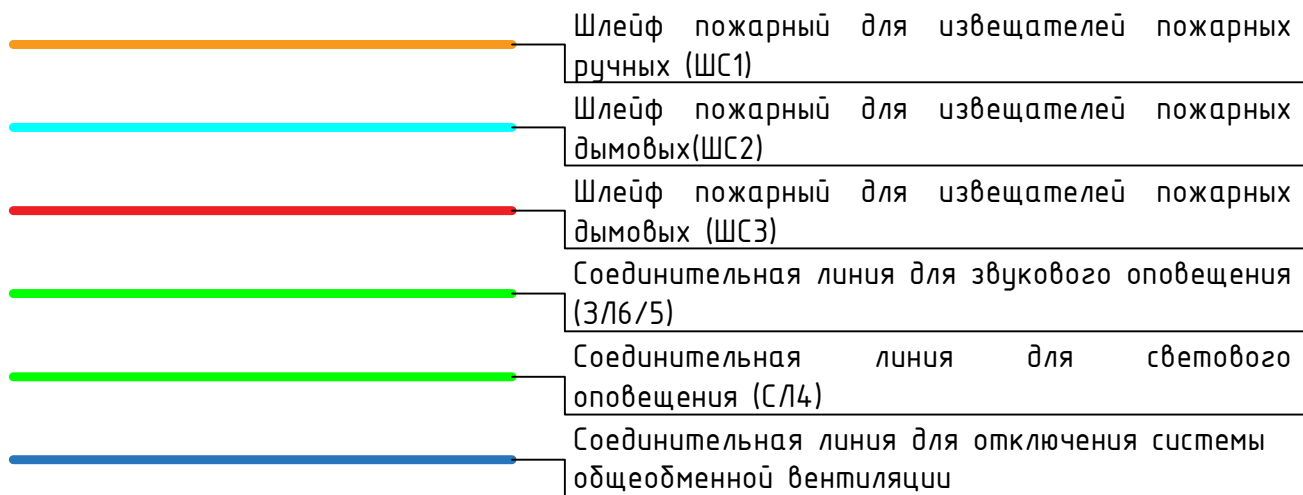 Шлейф пожарный для извещателей пожарных
ручных (ШС1)
Шлейф пожарный для извещателей пожарных
дымовых(ШС2)
Шлейф пожарный для извещателей пожарных
дымовых (ШС3)
Соединительная линия для звукового оповещения
(ЗЛ6/5)
Соединительная линия для светового
оповещения (СЛ4)
Соединительная линия для отключения системы
общеобменной вентиляции